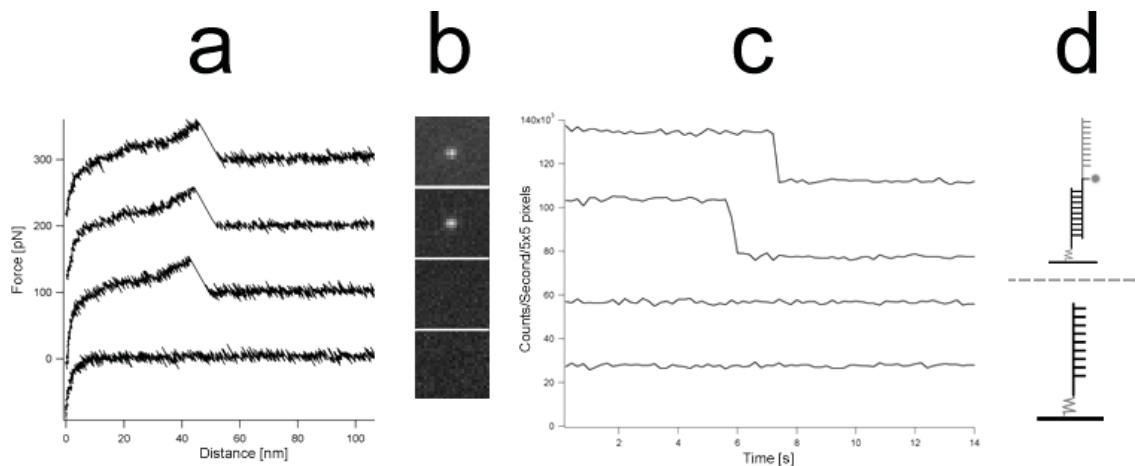 a b c d
Force [pN]
300
200
100
0
0 20 40 60 80 100
Distance [nm]
Counts/Second/5x5 pixels
140x10³
120
100
80
60
40
20
0
2 4 6 8 10 12 14
Time [s]